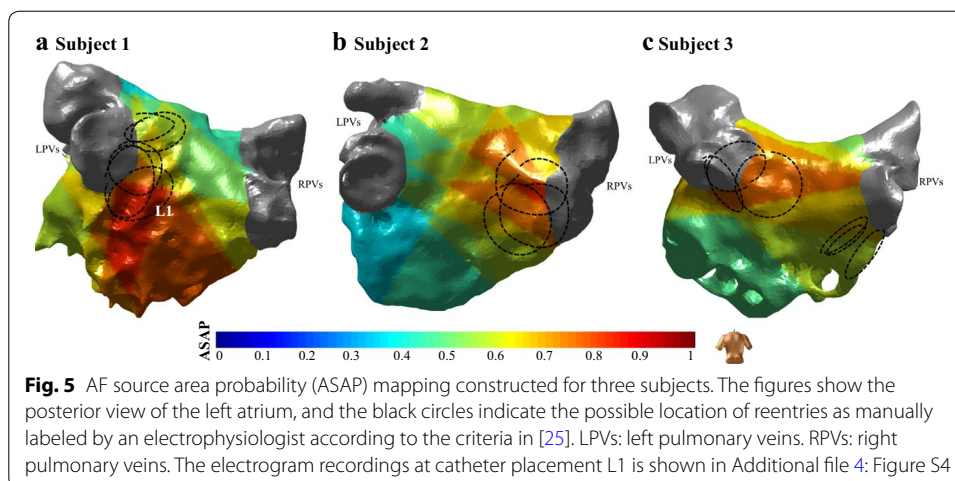 a Subject 1
b Subject 2
c Subject 3
LPVs
RPVs
L1
LPVs
RPVs
LPVs
RPVs
ASAP
0 0.1 0.2 0.3 0.4 0.5 0.6 0.7 0.8 0.9 1
Fig. 5 AF source area probability (ASAP) mapping constructed for three subjects. The figures show the
posterior view of the left atrium, and the black circles indicate the possible location of reentries as manually
labeled by an electrophysiologist according to the criteria in [25]. LPVs: left pulmonary veins. RPVs: right
pulmonary veins. The electrogram recordings at catheter placement L1 is shown in Additional file 4: Figure S4